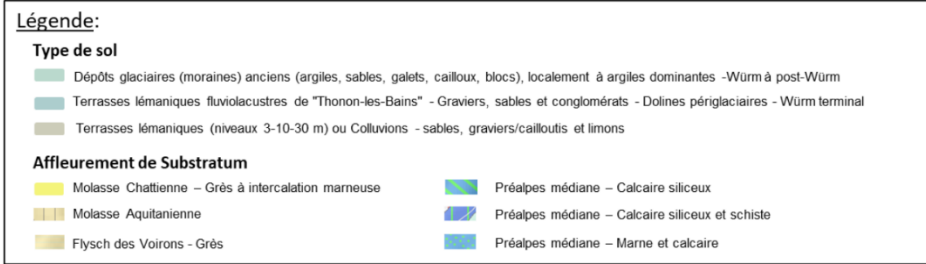 Légende:
Type de sol
Dépôts glaciaires (moraines) anciens (argiles, sables, galets, cailloux, blocs), localement à argiles dominantes -Würm à post-Würm
Terrasses lémaniques fluviolacustres de "Thonon-les-Bains" - Graviers, sables et conglomérats - Dolines périglaciaires - Würm terminal
Terrasses lémaniques (niveaux 3-10-30 m) ou Colluvions - sables, graviers/cailloutis et limons
Affleurement de Substratum
Molasse Chattienne – Grès à intercalation marneuse
Molasse Aquitanienne
Flysch des Voirons - Grès
Préalpes médiane – Calcaire siliceux
Préalpes médiane – Calcaire siliceux et schiste
Préalpes médiane – Marne et calcaire